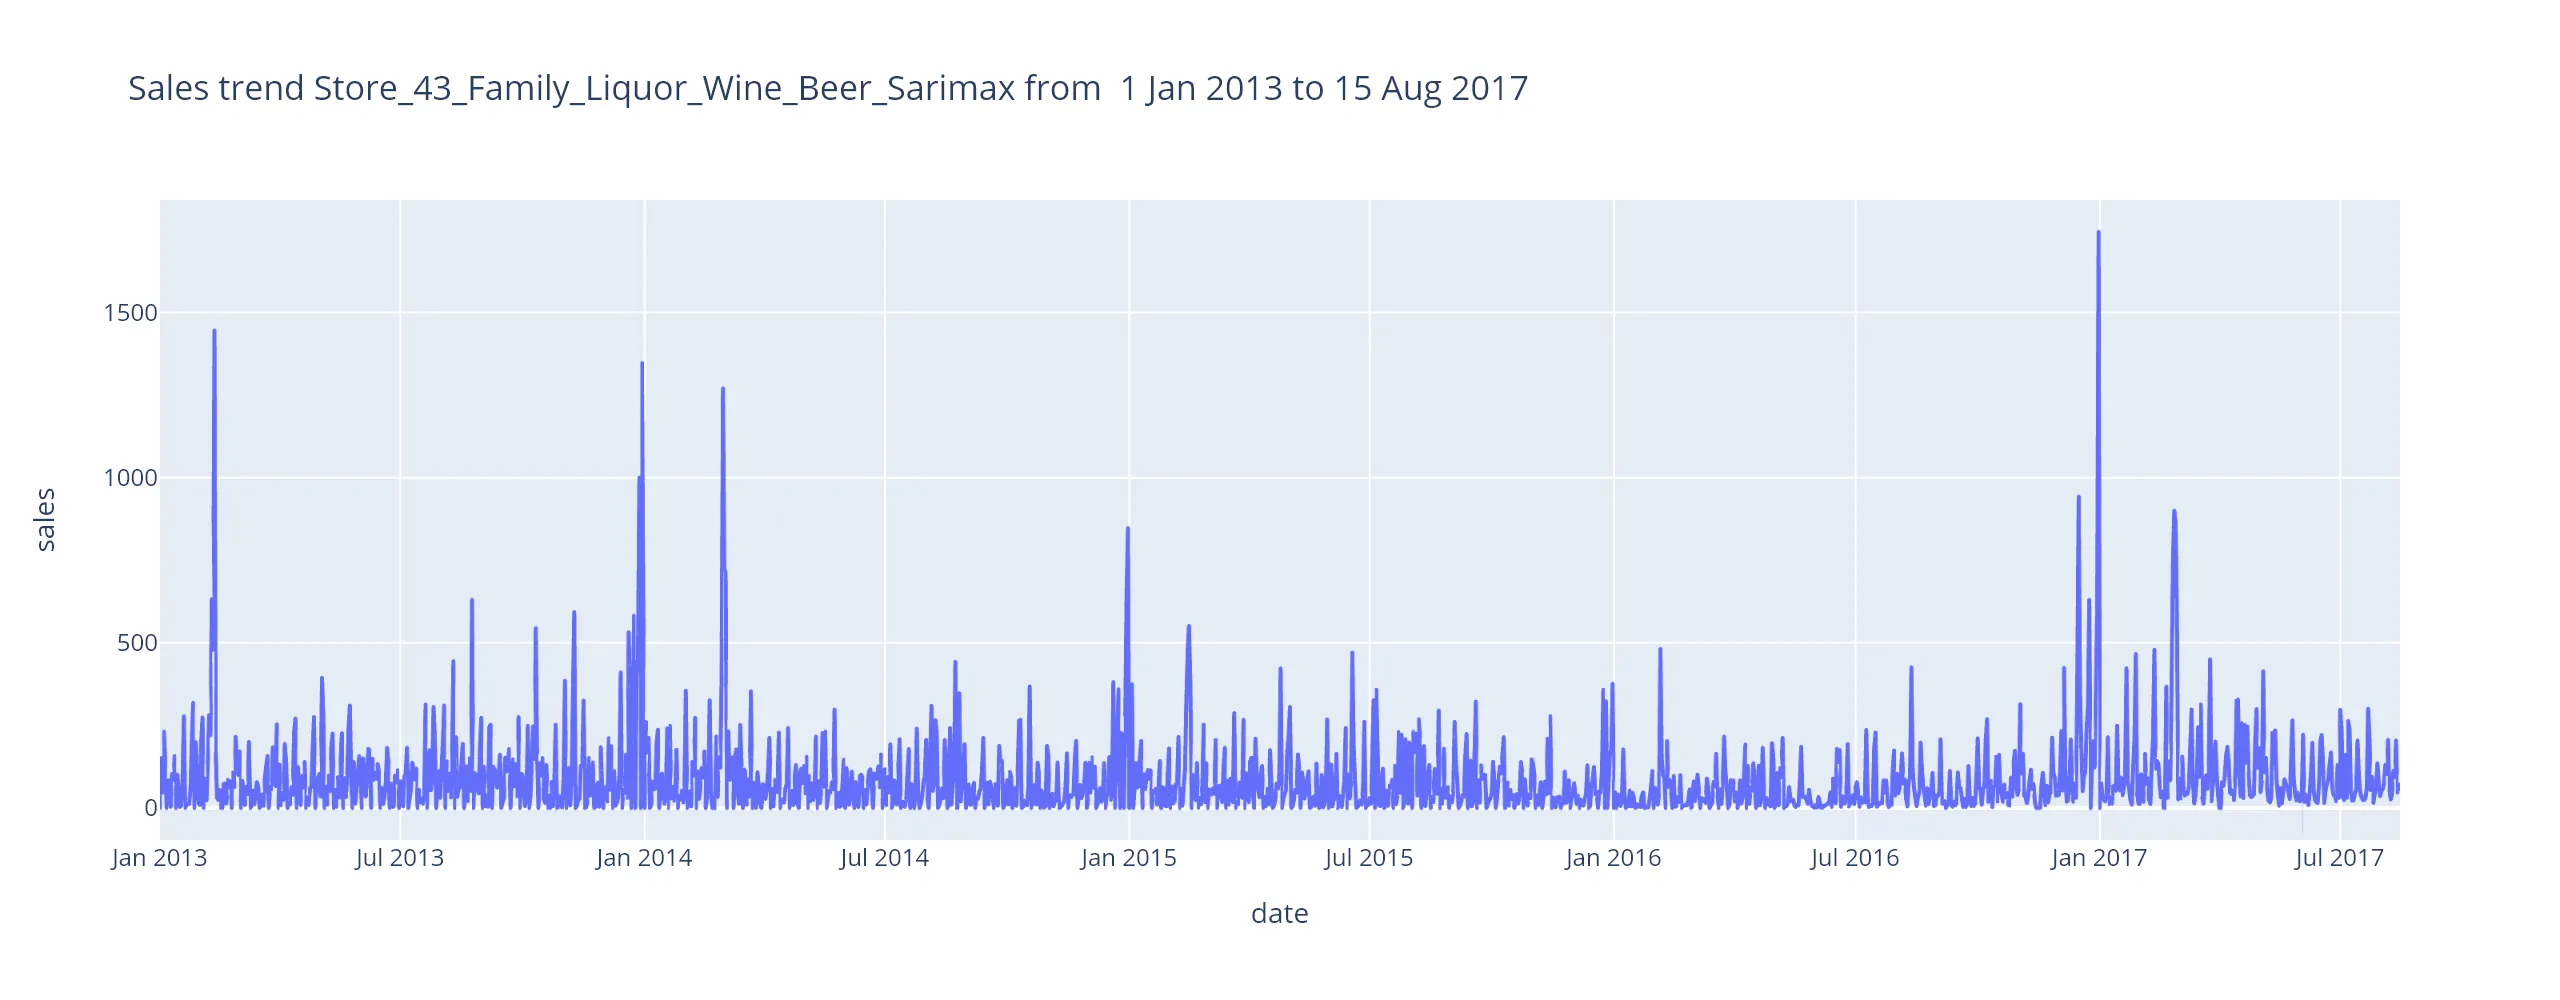 Sales trend Store_43_Family_Liquor_Wine_Beer_Sarimax from  1 Jan 2013 to 15 Aug 2017
1500
1000
500
0
sales
Jan 2013 Jul 2013 Jan 2014 Jul 2014 Jan 2015 Jul 2015 Jan 2016 Jul 2016 Jan 2017 Jul 2017
date